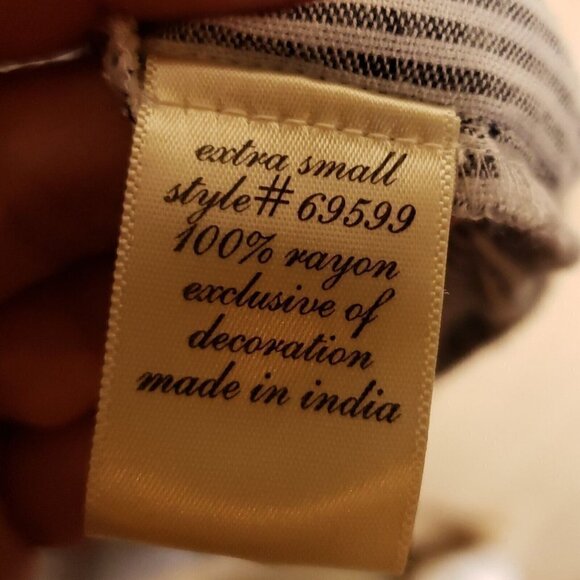 extra small
style# 69599
100% rayon
exclusive of
decoration
made in india